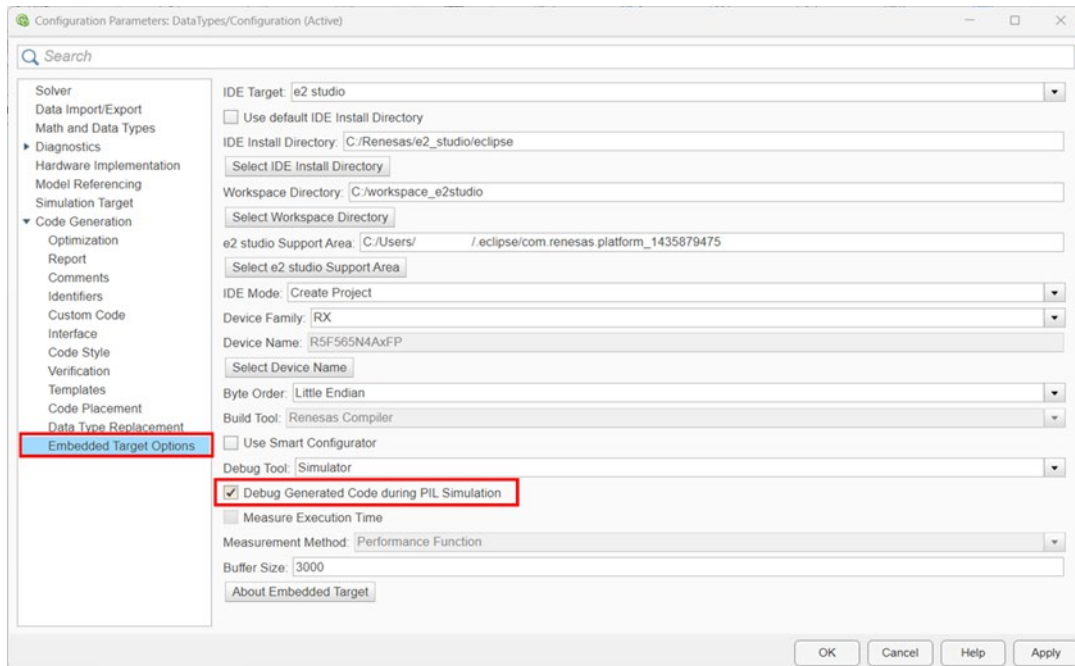 Configuration Parameters: DataTypes/Configuration (Active)
Search
Solver
Data Import/Export
Math and Data Types
Diagnostics
Hardware Implementation
Model Referencing
Simulation Target
Code Generation
Optimization
Report
Comments
Identifiers
Custom Code
Interface
Code Style
Verification
Templates
Code Placement
Data Type Replacement
Embedded Target Options
IDE Target: e2 studio
Use default IDE Install Directory
IDE Install Directory: C:/Renesas/e2_studio/eclipse
Select IDE Install Directory
Workspace Directory: C:/workspace_e2studio
Select Workspace Directory
e2 studio Support Area: C:/Users/ /.eclipse/com.renesas.platform_1435879475
Select e2 studio Support Area
IDE Mode: Create Project
Device Family: RX
Device Name: R5F565N4AxFP
Select Device Name
Byte Order: Little Endian
Build Tool: Renesas Compiler
Use Smart Configurator
Debug Tool: Simulator
Debug Generated Code during PIL Simulation
Measure Execution Time
Measurement Method: Performance Function
Buffer Size: 3000
About Embedded Target
OK Cancel Help Apply